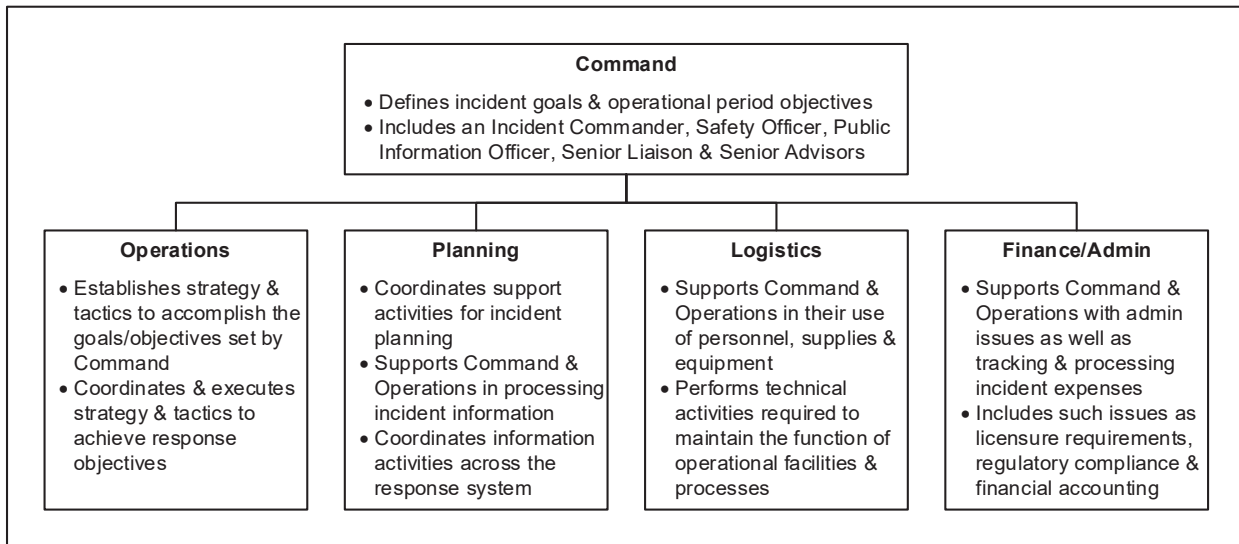 Command
• Defines incident goals & operational period objectives
• Includes an Incident Commander, Safety Officer, Public
Information Officer, Senior Liaison & Senior Advisors
Operations
• Establishes strategy &
tactics to accomplish the
goals/objectives set by
Command
• Coordinates & executes
strategy & tactics to
achieve response
objectives
Planning
• Coordinates support
activities for incident
planning
• Supports Command &
Operations in processing
incident information
• Coordinates information
activities across the
response system
Logistics
• Supports Command &
Operations in their use
of personnel, supplies &
equipment
• Performs technical
activities required to
maintain the function of
operational facilities &
processes
Finance/Admin
• Supports Command &
Operations with admin
issues as well as
tracking & processing
incident expenses
• Includes such issues as
licensure requirements,
regulatory compliance &
financial accounting